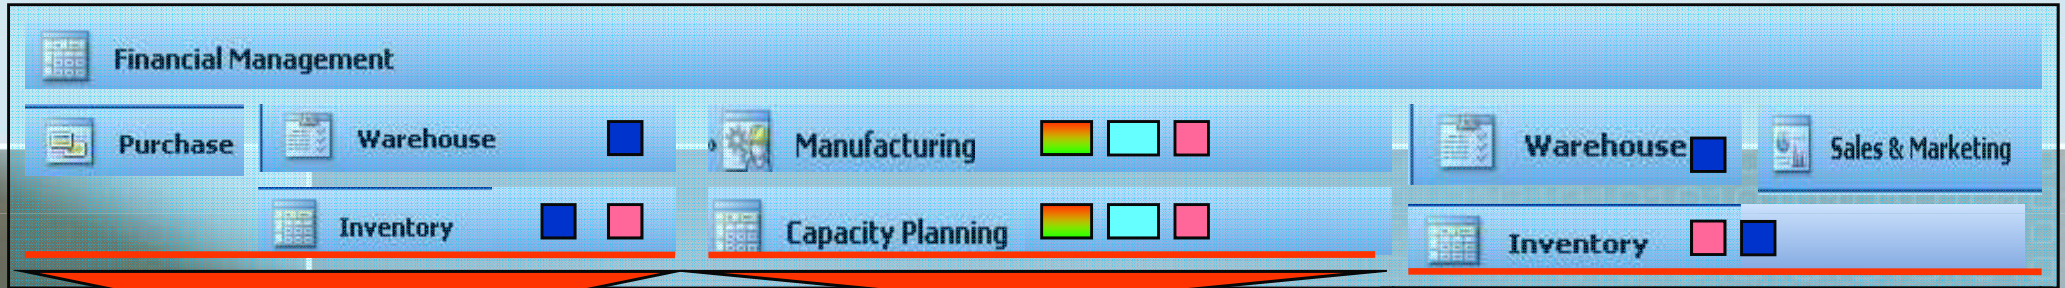 Financial Management
Purchase
Warehouse
Manufacturing
Warehouse
Sales & Marketing
Inventory
Capacity Planning
Inventory